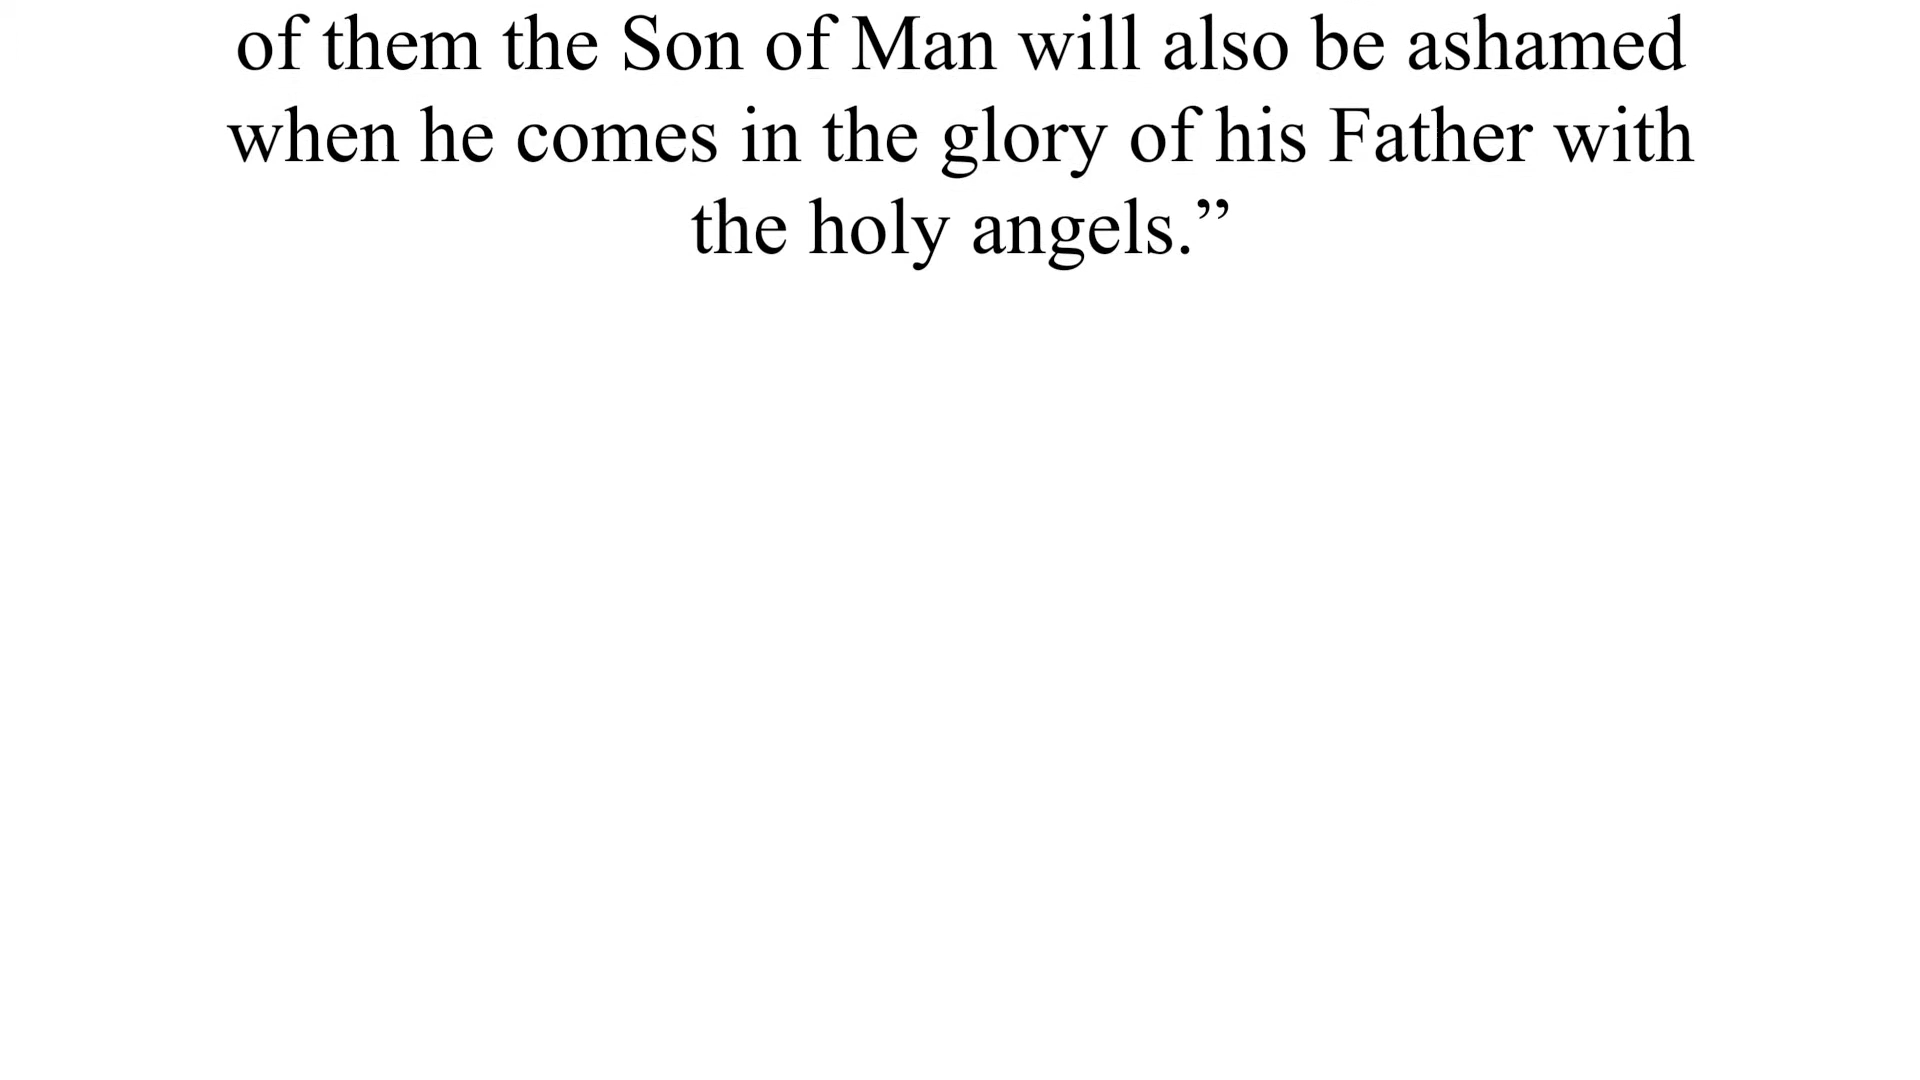 of them the Son of Man will also be ashamed
when he comes in the glory of his Father with
the holy angels.”